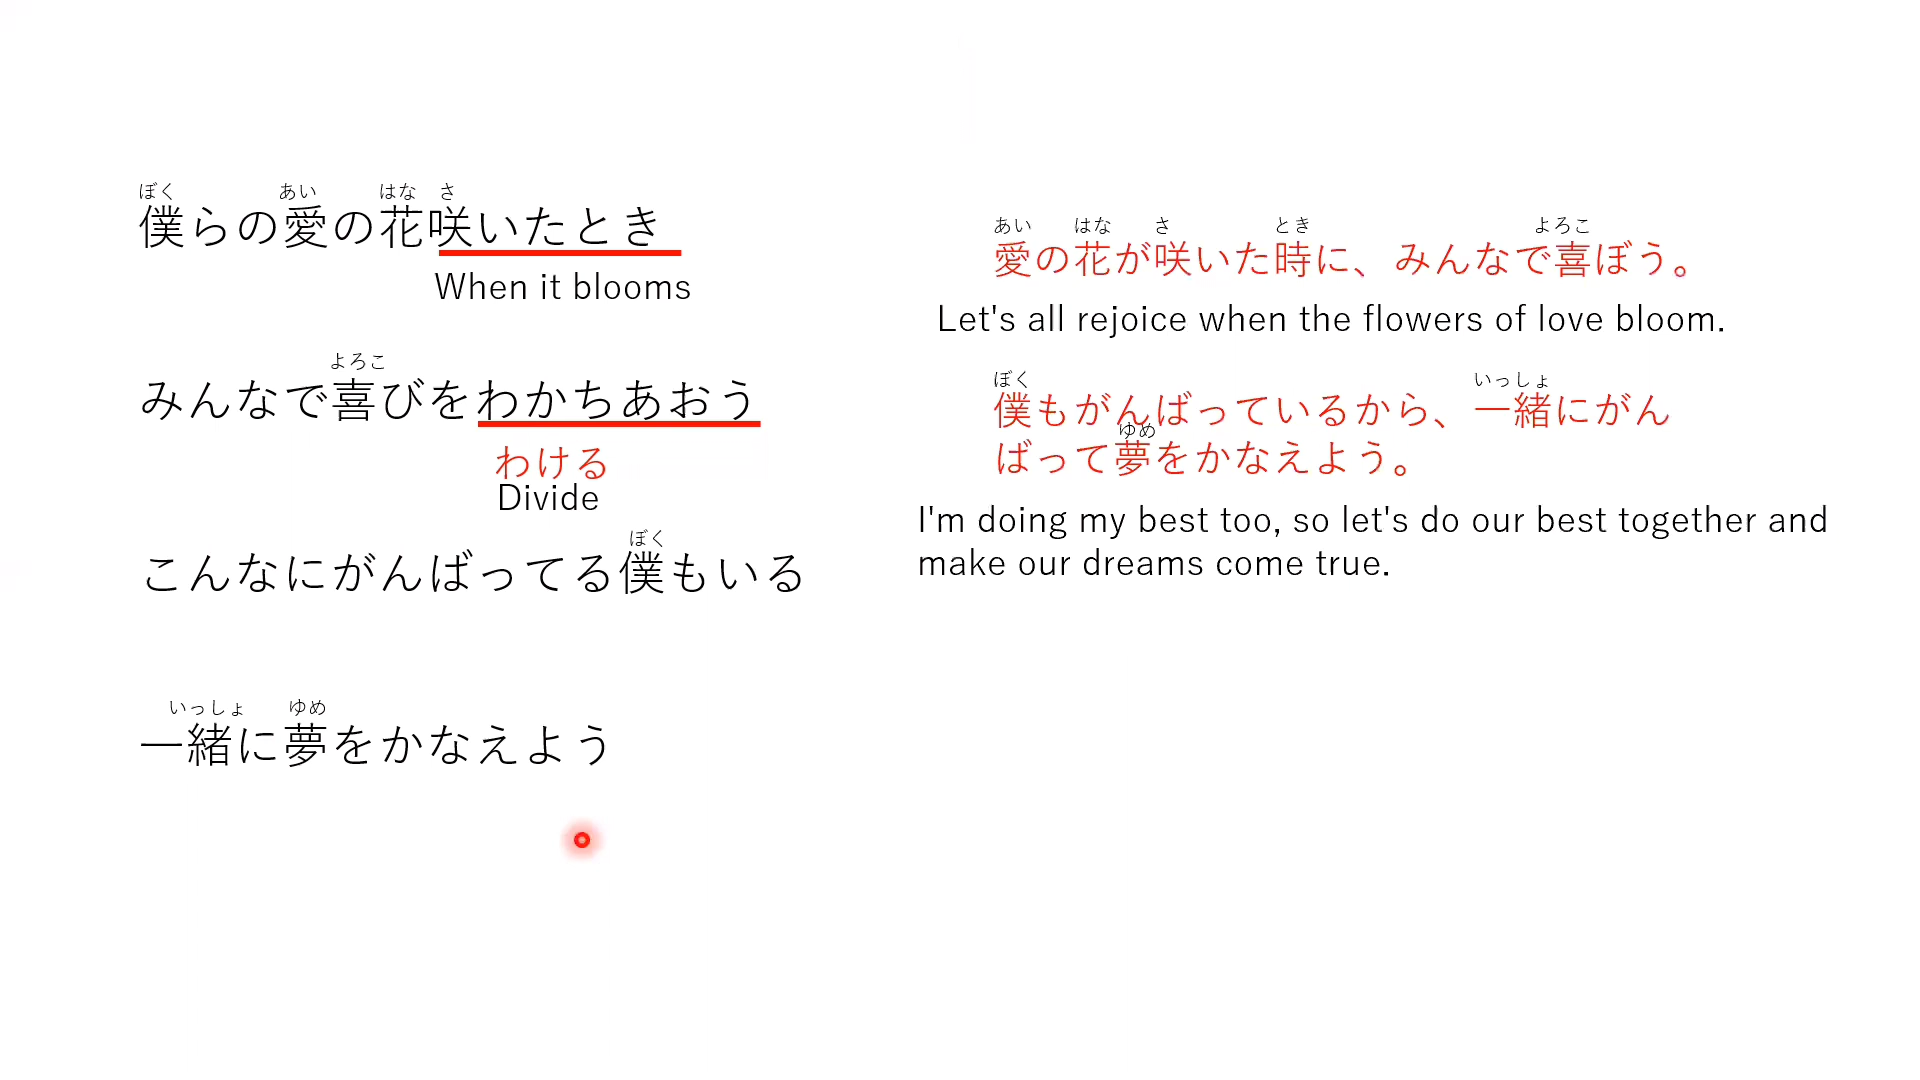 ぼく あい はな さ
僕らの愛の花咲いたとき
When it blooms
よろこ
みんなで喜びをわかちあおう
わける
Divide
ぼく
こんなにがんばってる僕もいる
いっしょ ゆめ
一緒に夢をかなえよう
あい はな さ とき よろこ
愛の花が咲いた時に、みんなで喜ぼう。
Let's all rejoice when the flowers of love bloom.
ぼく いっしょ
僕もがんばっているから、一緒にがん
ゆめ
ばって夢をかなえよう。
I'm doing my best too, so let's do our best together and
make our dreams come true.